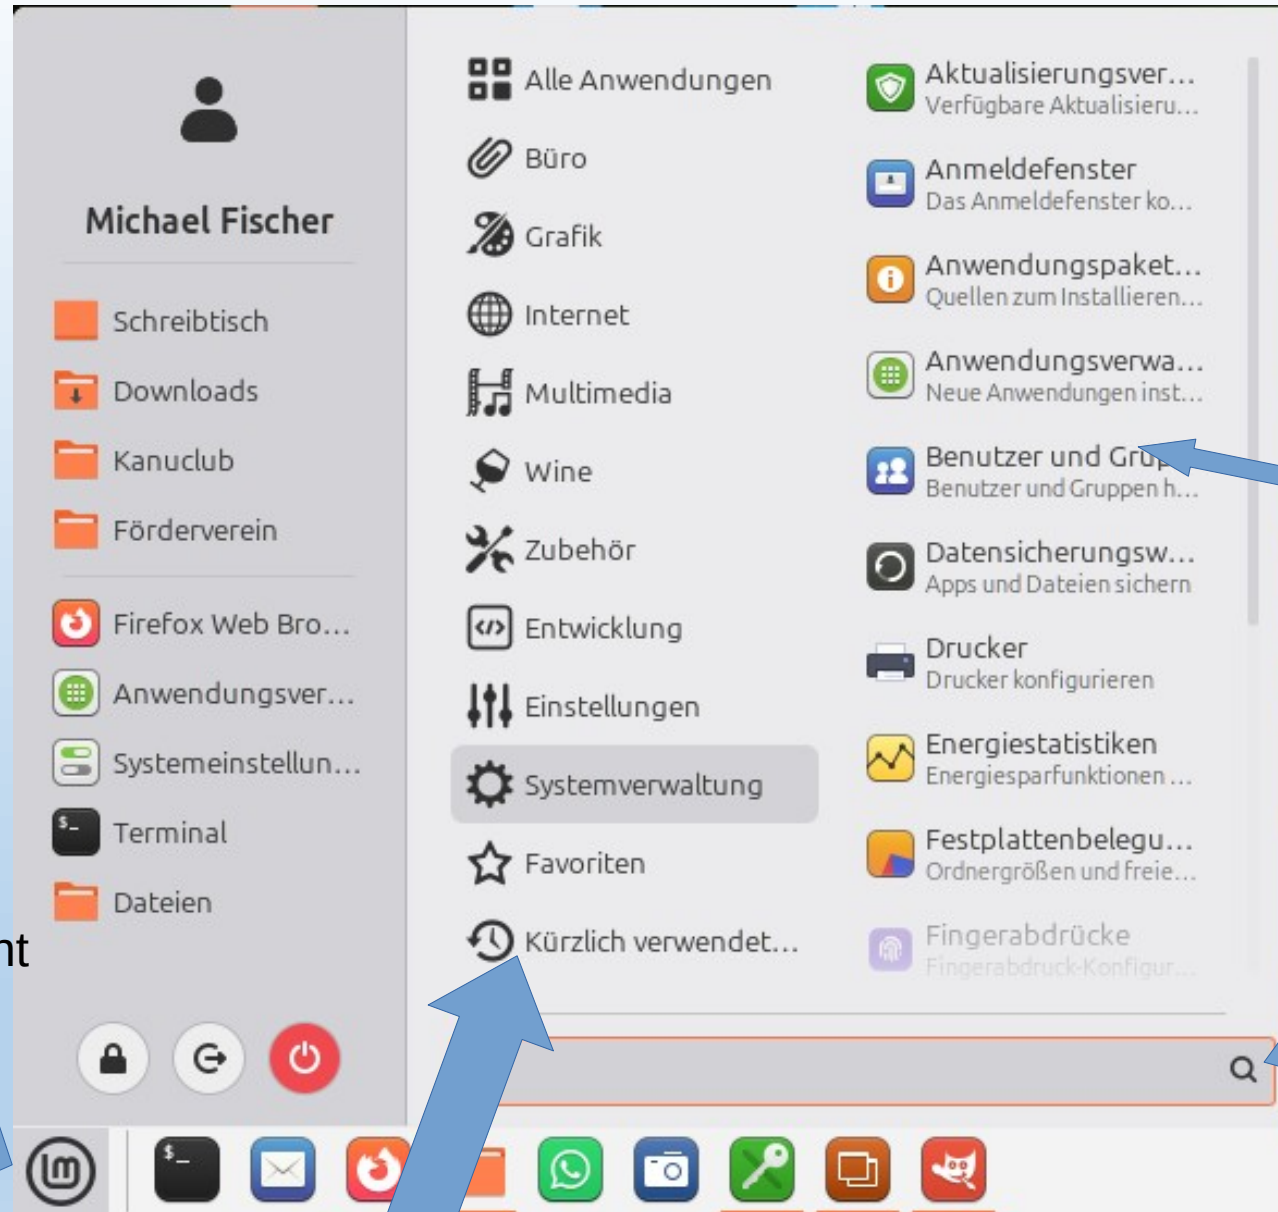 Michael Fischer
Schreibtisch
Downloads
Kanuclub
Förderverein
Firefox Web Bro...
Anwendungsver...
Systemeinstellun...
Terminal
Dateien
nt
Alle Anwendungen
Büro
Grafik
Internet
Multimedia
Wine
Zubehör
Entwicklung
Einstellungen
Systemverwaltung
Favoriten
Kürzlich verwendet...
Aktualisierungsver...
Verfügbare Aktualisieru...
Anmeldefenster
Das Anmeldefenster ko...
Anwendungspaket...
Quellen zum Installieren...
Anwendungsverwa...
Neue Anwendungen inst...
Benutzer und Grup
Benutzer und Gruppen h...
Datensicherungsw...
Apps und Dateien sichern
Drucker
Drucker konfigurieren
Energiestatistiken
Energiesparfunktionen ...
Festplattenbelegu...
Ordnergrößen und freie...
Fingerabdrücke
Fingerabdruck-Konfigur...
$_
lm
$_